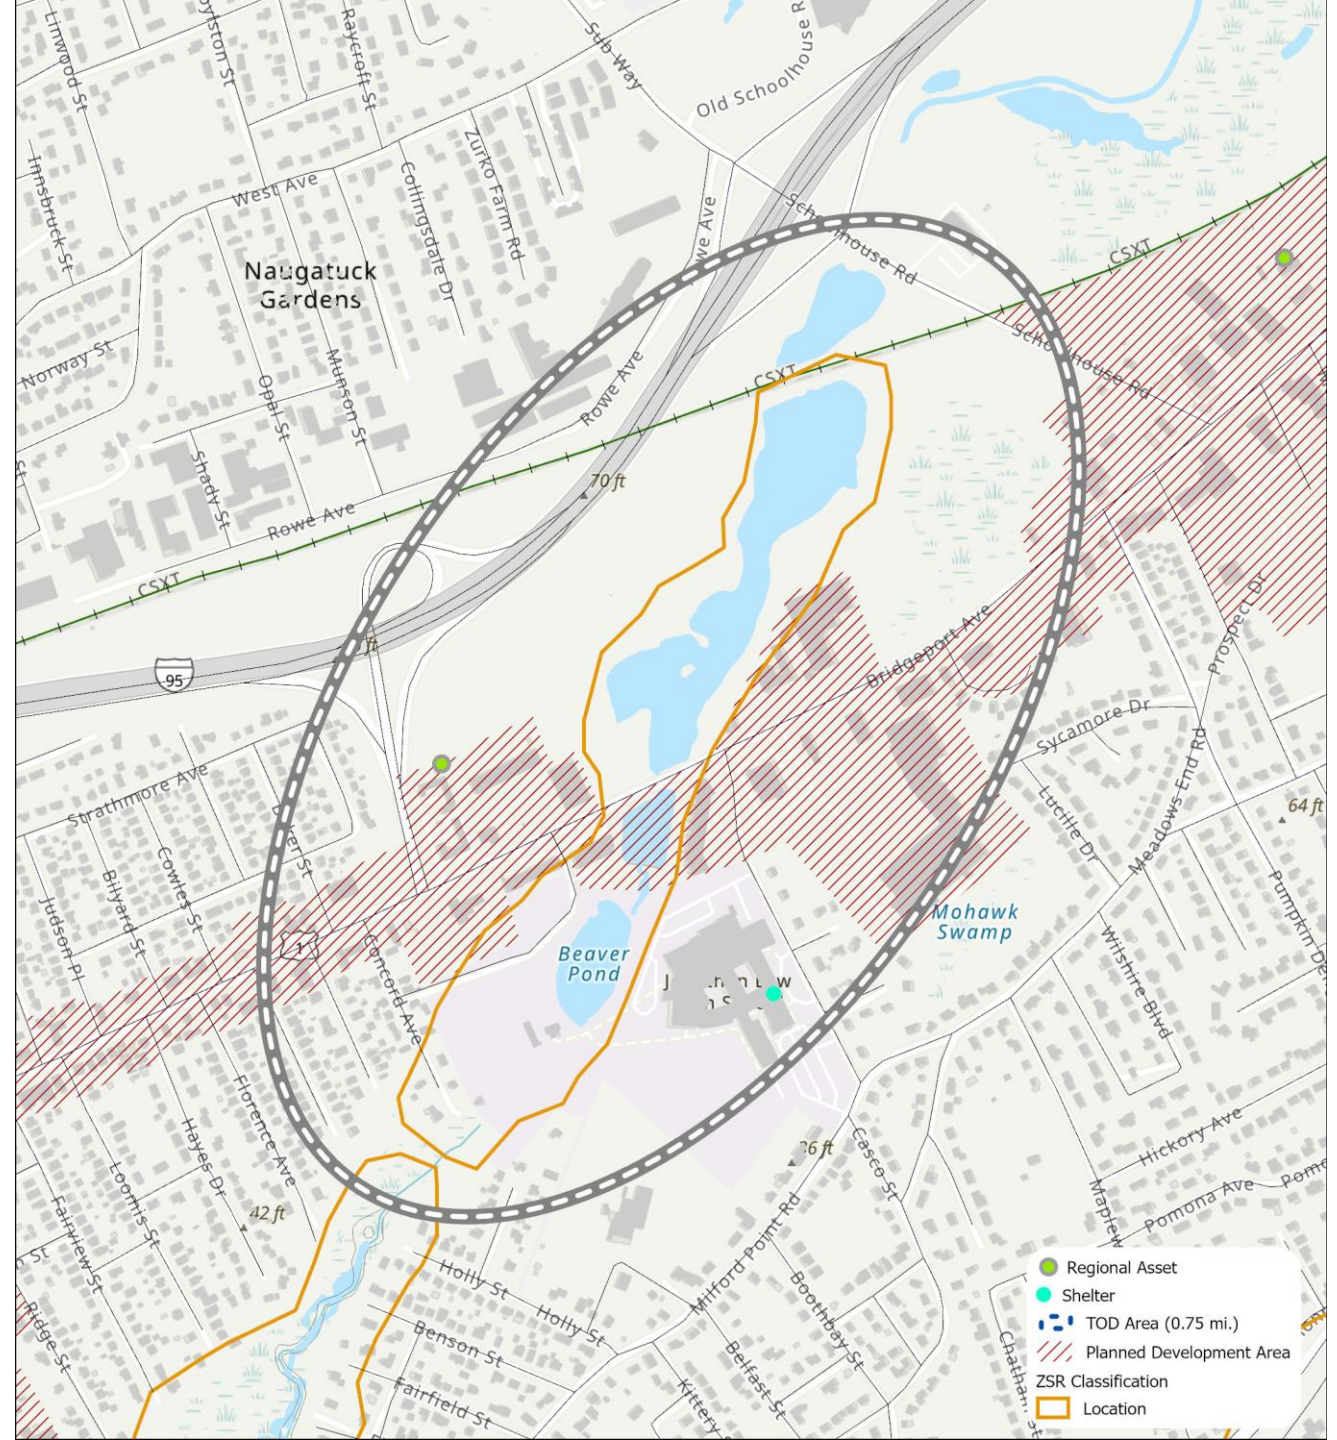 Linwood St
Raycroft St
Sub Way
Old Schoolhouse R
Innsbruck St
West Ave
Collingsdale Dr
Zurko Farm Rd
Schoolhouse Rd
CSXT
Naugatuck
Gardens
Norway St
Munson St
Opal St
Rowe Ave
CSXT
Schoolhouse Rd
Shady St
70 ft
Rowe Ave
CSXT
Prospect Dr
Bridgeport Ave
95
ft
Sycamore Dr
Meadows End Rd
Strathmore Ave
Lucille Dr
64 ft
Cowles St
Billyard St
Judson Pl
Pumpkin De
1
Concord Ave
Beaver
Pond
Mohawk
Swamp
Wilshire Blvd
Florence Ave
Hayes Dr
Loomis St
Fairview St
Ridge St
42 ft
36 ft
Casco St
Hickory Ave
Pomona Ave
Pomo
Maplew
Milford Point Rd
Holly St
Holly St
Benson St
Fairfield St
Boothbay St
Belfast St
Kittery S
Chatham St
Regional Asset
Shelter
TOD Area (0.75 mi.)
Planned Development Area
ZSR Classification
Location